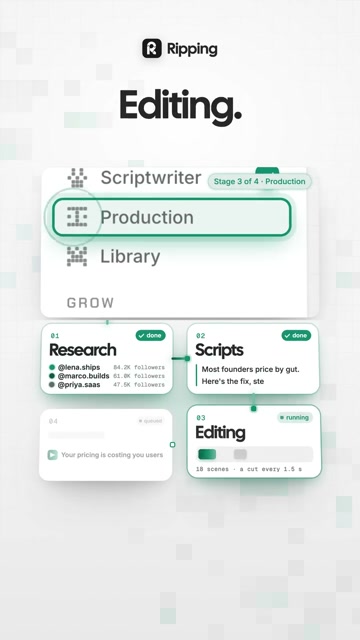 Ripping
Editing.
Scriptwriter
Stage 3 of 4 · Production
Production
Library
GROW
01
done
Research
@lena.ships 84.2K followers
@marco.builds 61.8K followers
@priya.saas 47.5K followers
02
done
Scripts
Most founders price by gut.
Here's the fix, ste
04
queued
Your pricing is costing you users
03
running
Editing
18 scenes · a cut every 1.5 s